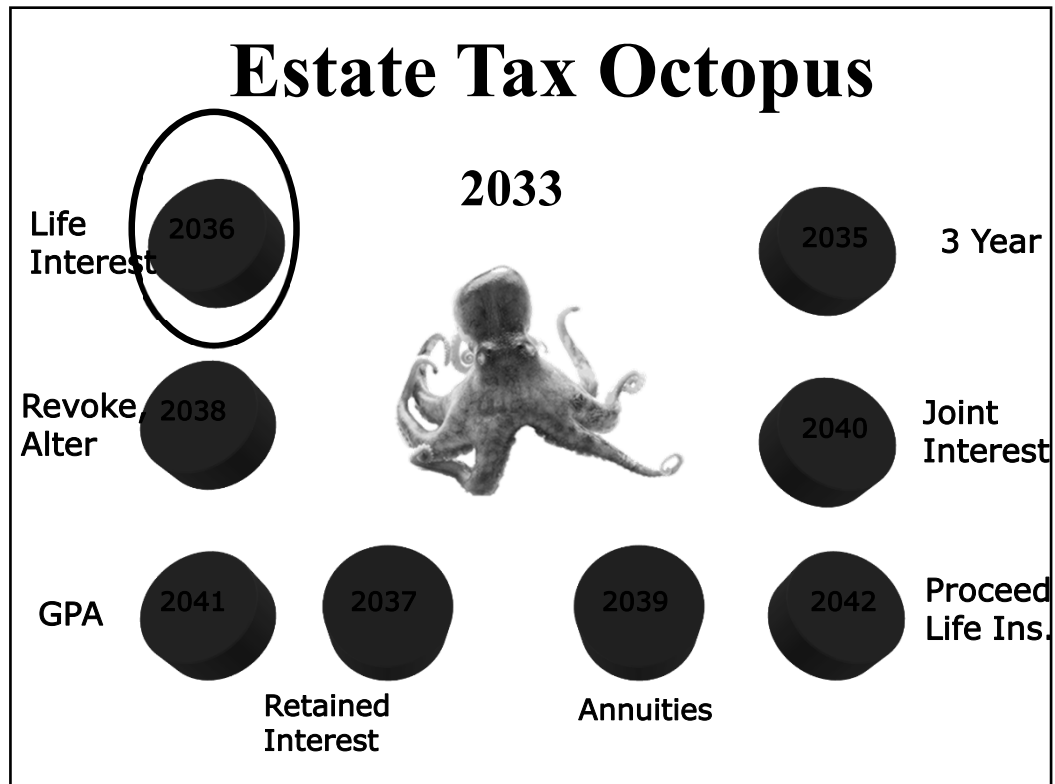 Estate Tax Octopus
2033
Life
Interest
2036
2035
3 Year
Revoke,
Alter
2038
2040
Joint
Interest
GPA
2041
2037
2039
2042
Proceed
Life Ins.
Retained
Interest
Annuities